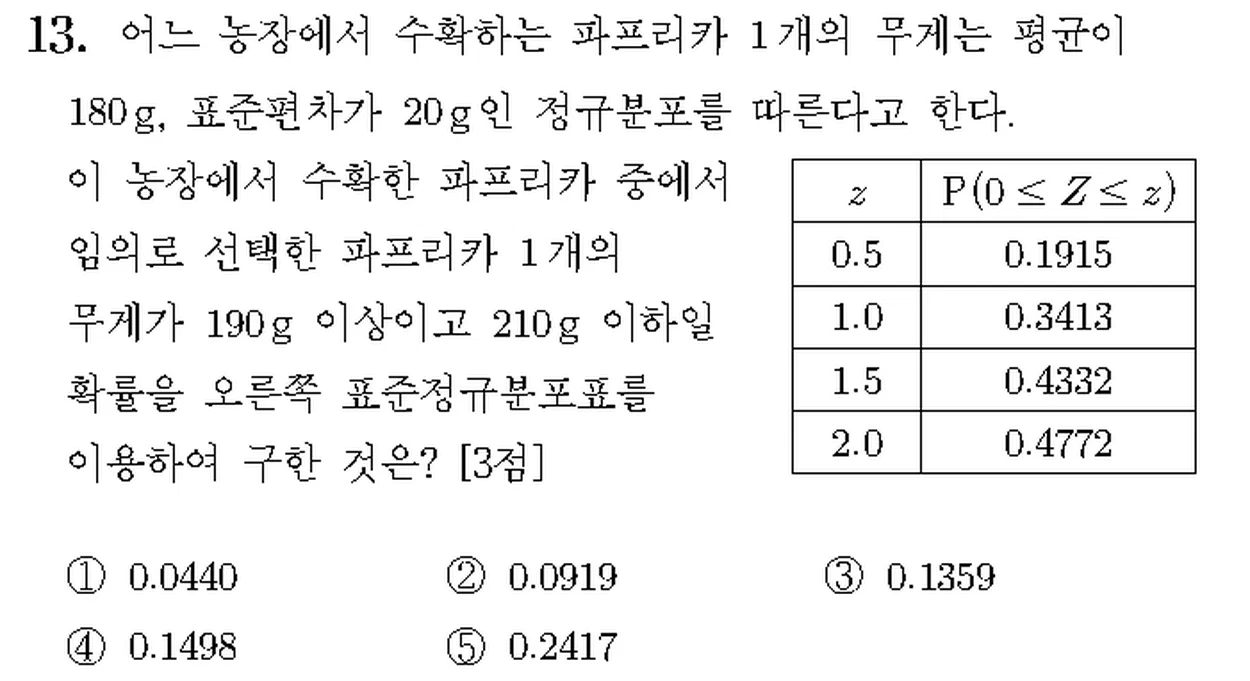 13. 어느 농장에서 수확하는 파프리카 1개의 무게는 평균이
180g, 표준편차가 20g인 정규분포를 따른다고 한다.
이 농장에서 수확한 파프리카 중에서
임의로 선택한 파프리카 1개의
무게가 190g 이상이고 210g 이하일
확률을 오른쪽 표준정규분포표를
이용하여 구한 것은? [3점]
z P(0 ≤ Z ≤ z)
0.5 0.1915
1.0 0.3413
1.5 0.4332
2.0 0.4772
① 0.0440 ② 0.0919 ③ 0.1359
④ 0.1498 ⑤ 0.2417